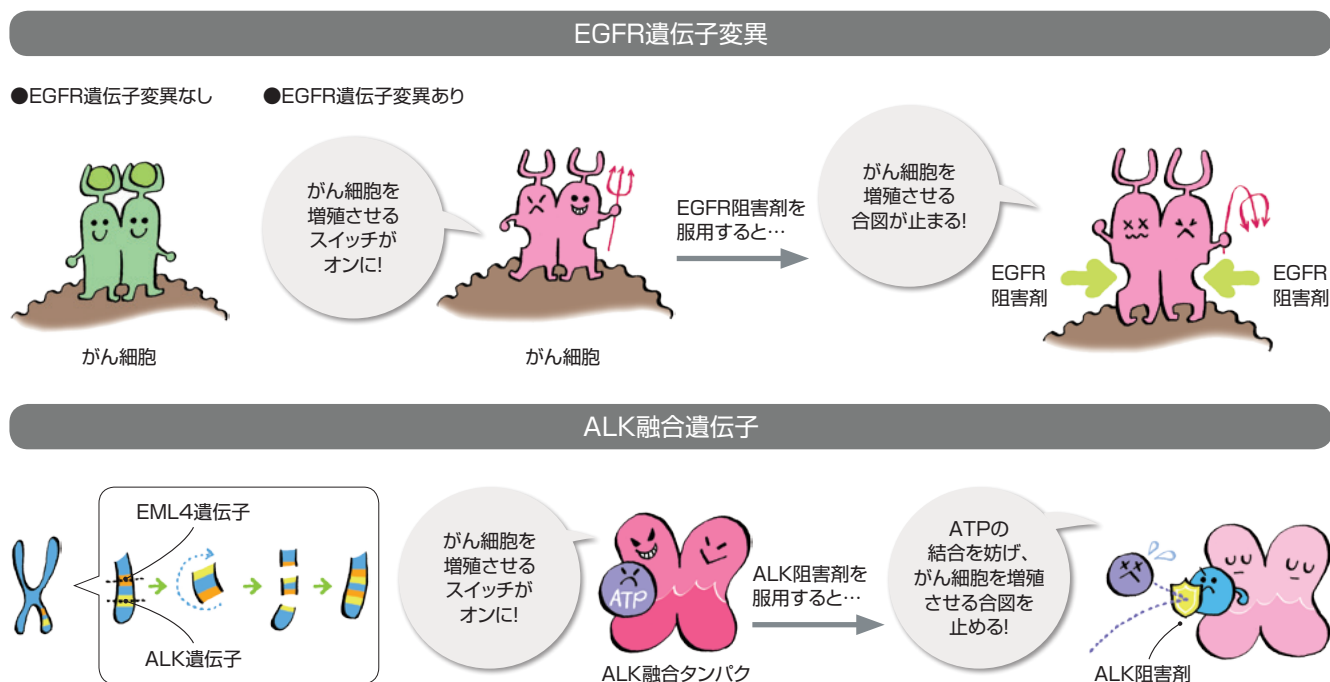 EGFR遺伝子変異
●EGFR遺伝子変異なし
●EGFR遺伝子変異あり
がん細胞
がん細胞を
増殖させる
スイッチが
オンに!
がん細胞
EGFR阻害剤を
服用すると…
がん細胞を
増殖させる
合図が止まる!
EGFR
阻害剤
EGFR
阻害剤
ALK融合遺伝子
EML4遺伝子
ALK遺伝子
がん細胞を
増殖させる
スイッチが
オンに!
ATP
ALK融合タンパク
ALK阻害剤を
服用すると…
ATPの
結合を妨げ、
がん細胞を増殖
させる合図を
止める!
ALK阻害剤